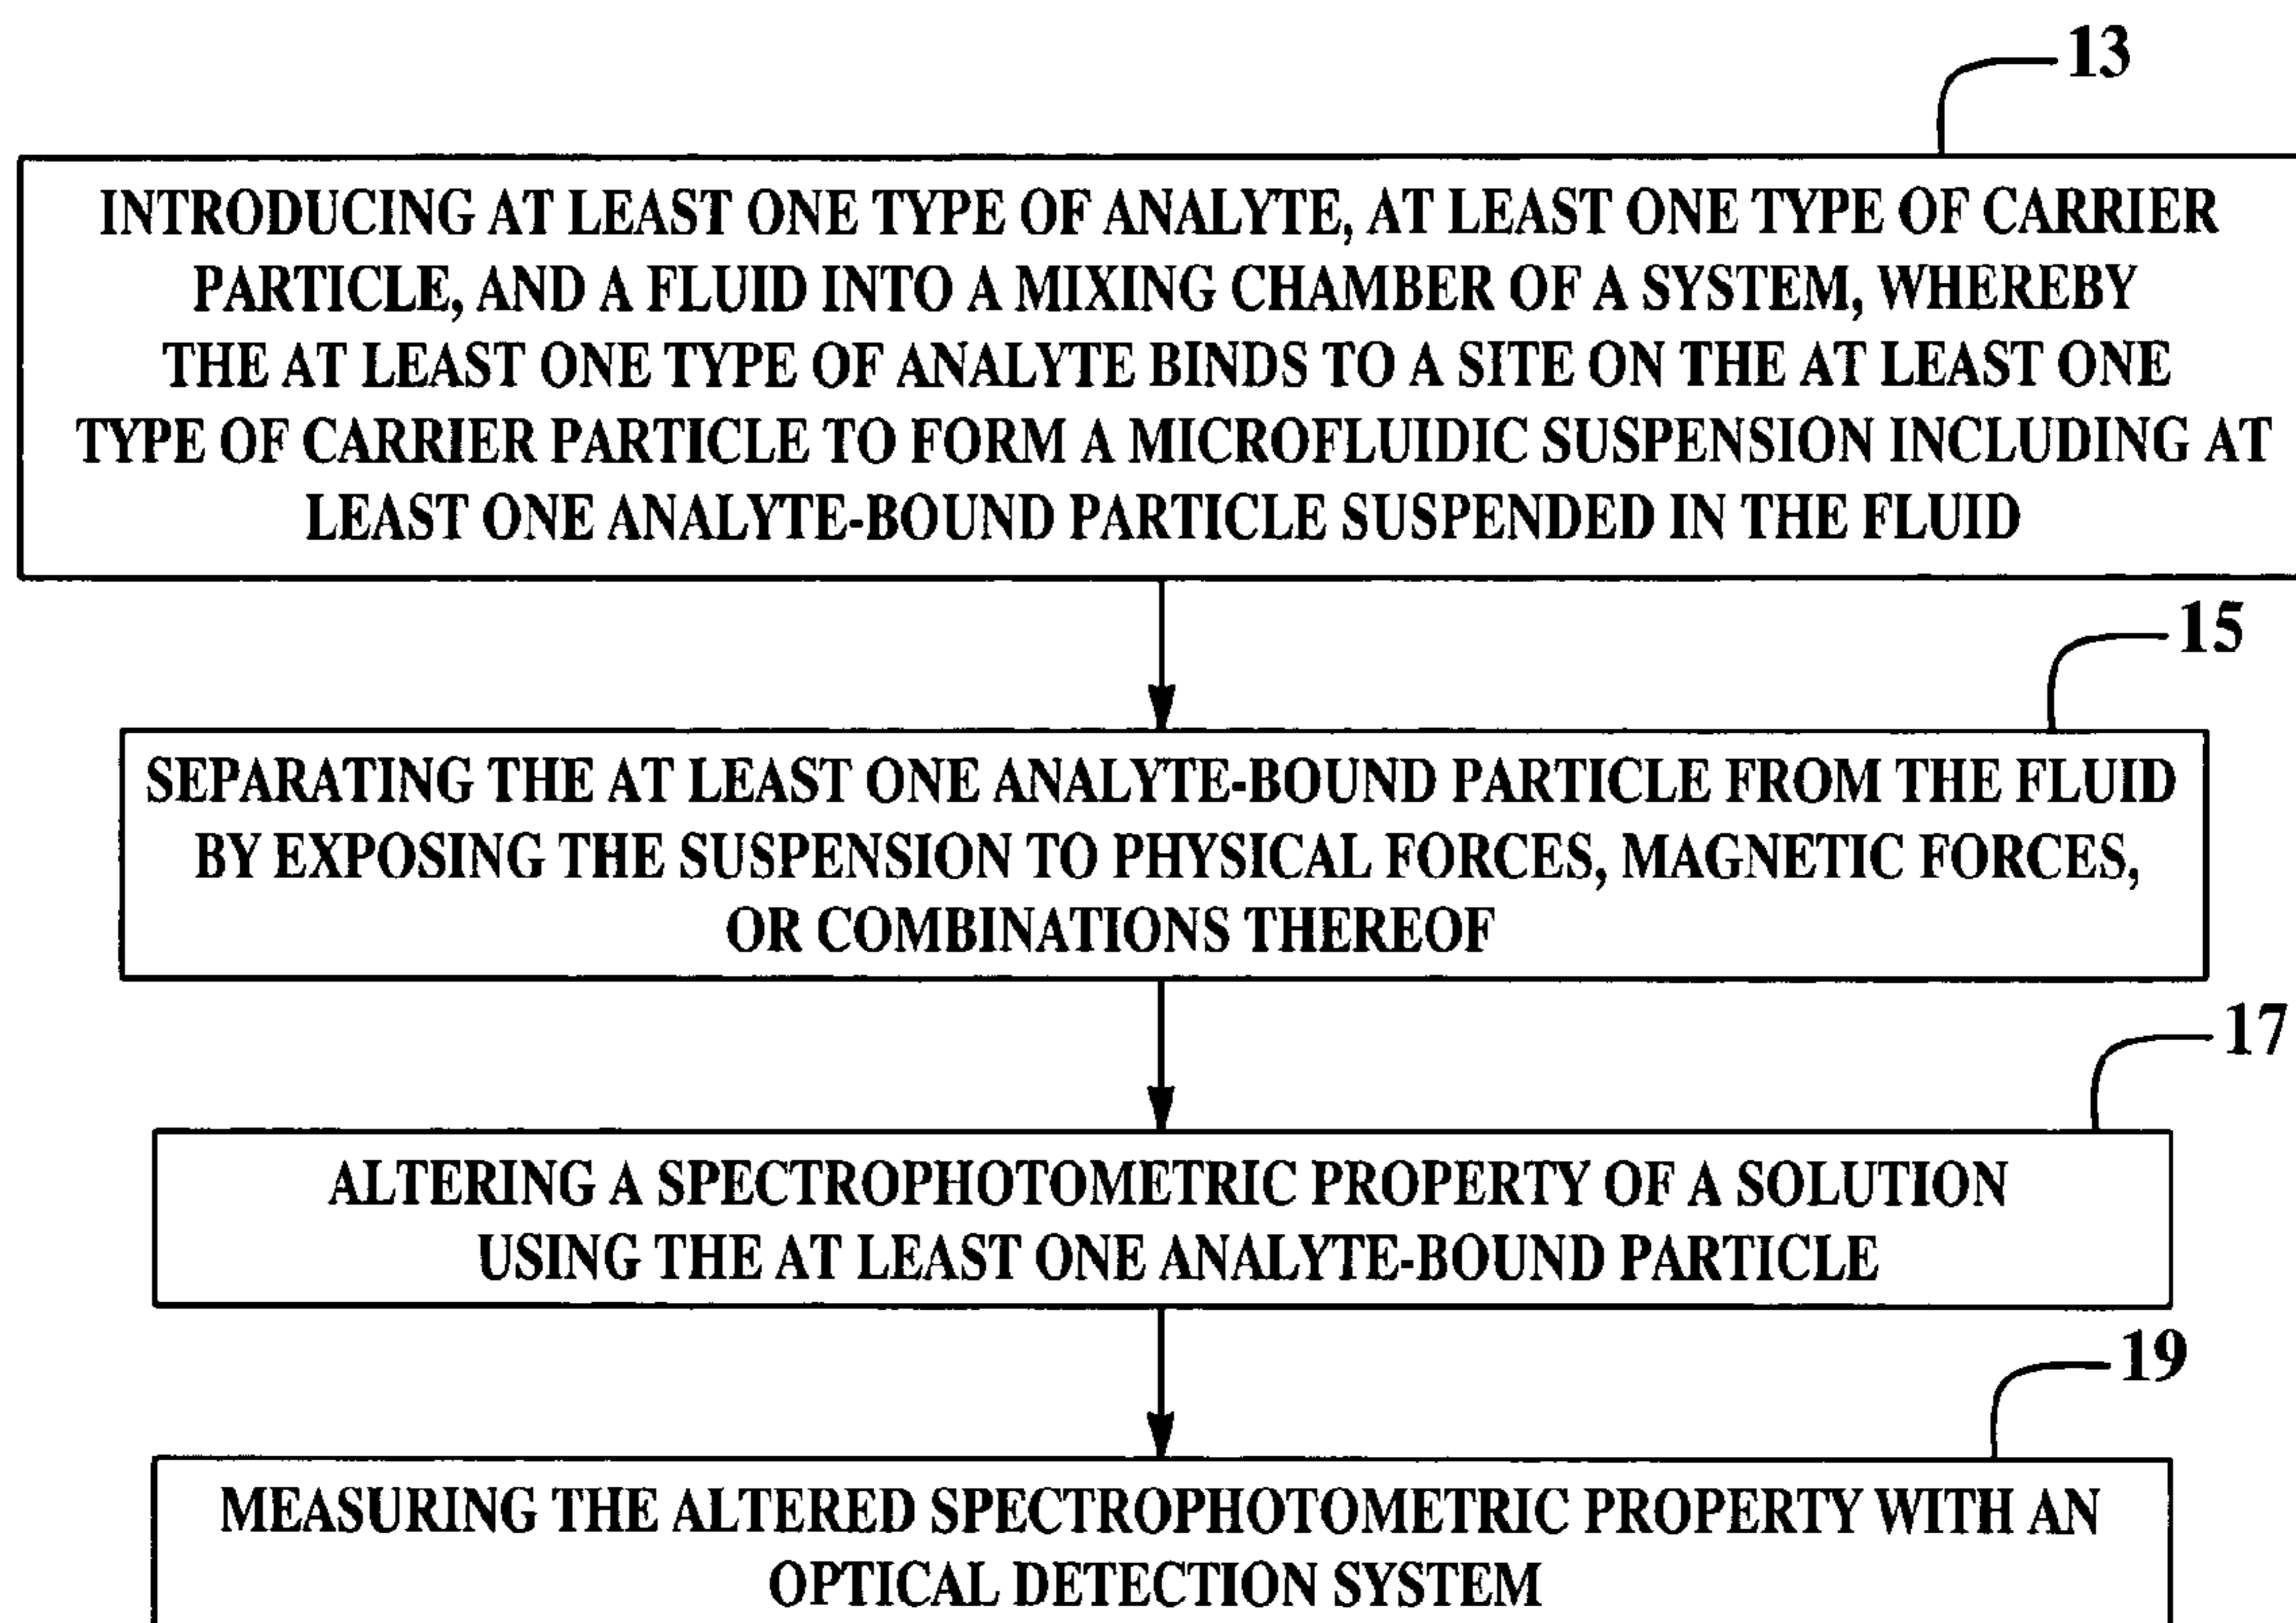 13
INTRODUCING AT LEAST ONE TYPE OF ANALYTE, AT LEAST ONE TYPE OF CARRIER
PARTICLE, AND A FLUID INTO A MIXING CHAMBER OF A SYSTEM, WHEREBY
THE AT LEAST ONE TYPE OF ANALYTE BINDS TO A SITE ON THE AT LEAST ONE
TYPE OF CARRIER PARTICLE TO FORM A MICROFLUIDIC SUSPENSION INCLUDING AT
LEAST ONE ANALYTE-BOUND PARTICLE SUSPENDED IN THE FLUID
15
SEPARATING THE AT LEAST ONE ANALYTE-BOUND PARTICLE FROM THE FLUID
BY EXPOSING THE SUSPENSION TO PHYSICAL FORCES, MAGNETIC FORCES,
OR COMBINATIONS THEREOF
17
ALTERING A SPECTROPHOTOMETRIC PROPERTY OF A SOLUTION
USING THE AT LEAST ONE ANALYTE-BOUND PARTICLE
19
MEASURING THE ALTERED SPECTROPHOTOMETRIC PROPERTY WITH AN
OPTICAL DETECTION SYSTEM